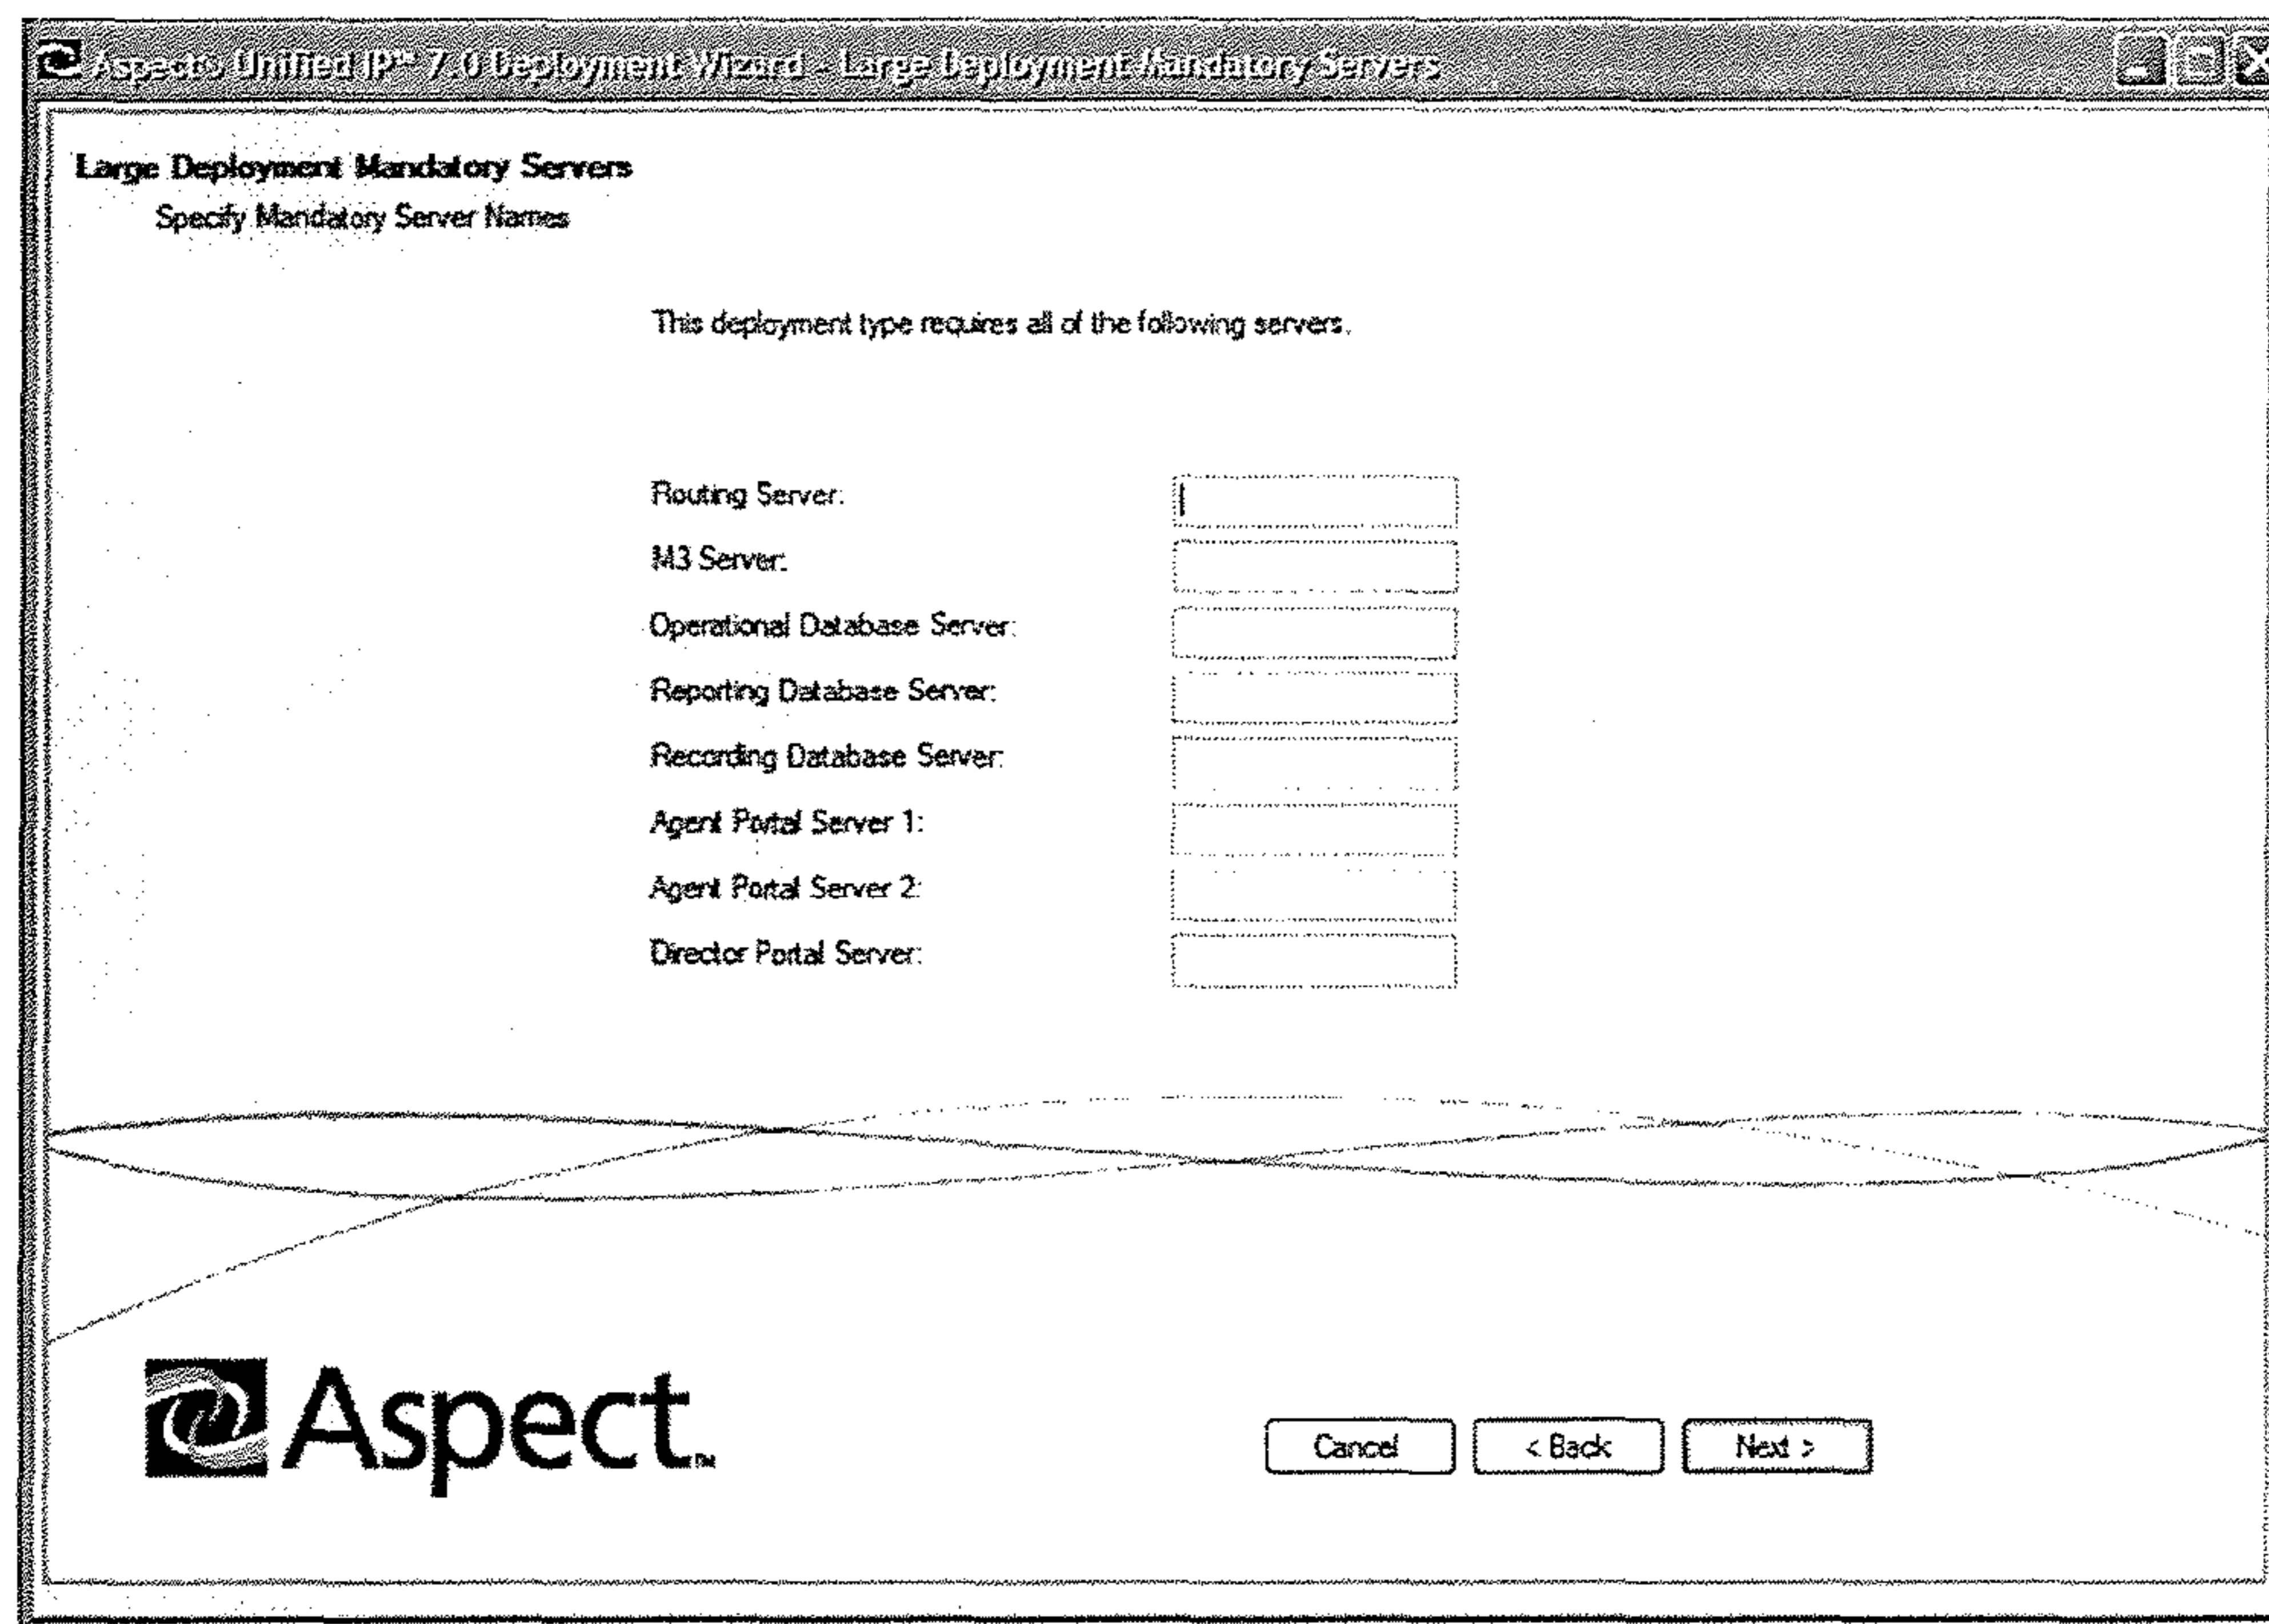 Aspect® Unified IP™ 7.0 Deployment Wizard - Large Deployment Mandatory Servers
Large Deployment Mandatory Servers
Specify Mandatory Server Names
This deployment type requires all of the following servers.
Routing Server:
M3 Server:
Operational Database Server:
Reporting Database Server:
Recording Database Server:
Agent Portal Server 1:
Agent Portal Server 2:
Director Portal Server:
Aspect™
Cancel
< Back
Next >